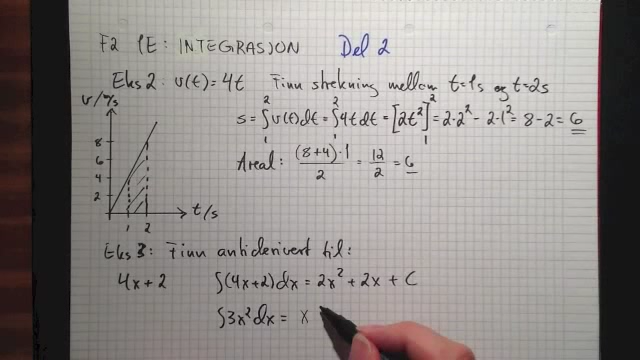 F2 1E: INTEGRASJON Del 2
Eks 2: v(t)=4t Finn strekning mellom t=1s og t=2s
v/m/s
s = ∫₁² v(t)dt = ∫₁² 4t dt = [2t²]₁² = 2·2² - 2·1² = 8 - 2 = 6
8
6
4
2
Areal: (8+4)·1/2 = 12/2 = 6
t/s
1 2
Eks 3: Finn antiderivert til:
4x+2 ∫(4x+2)dx = 2x² + 2x + C
∫3x²dx = x